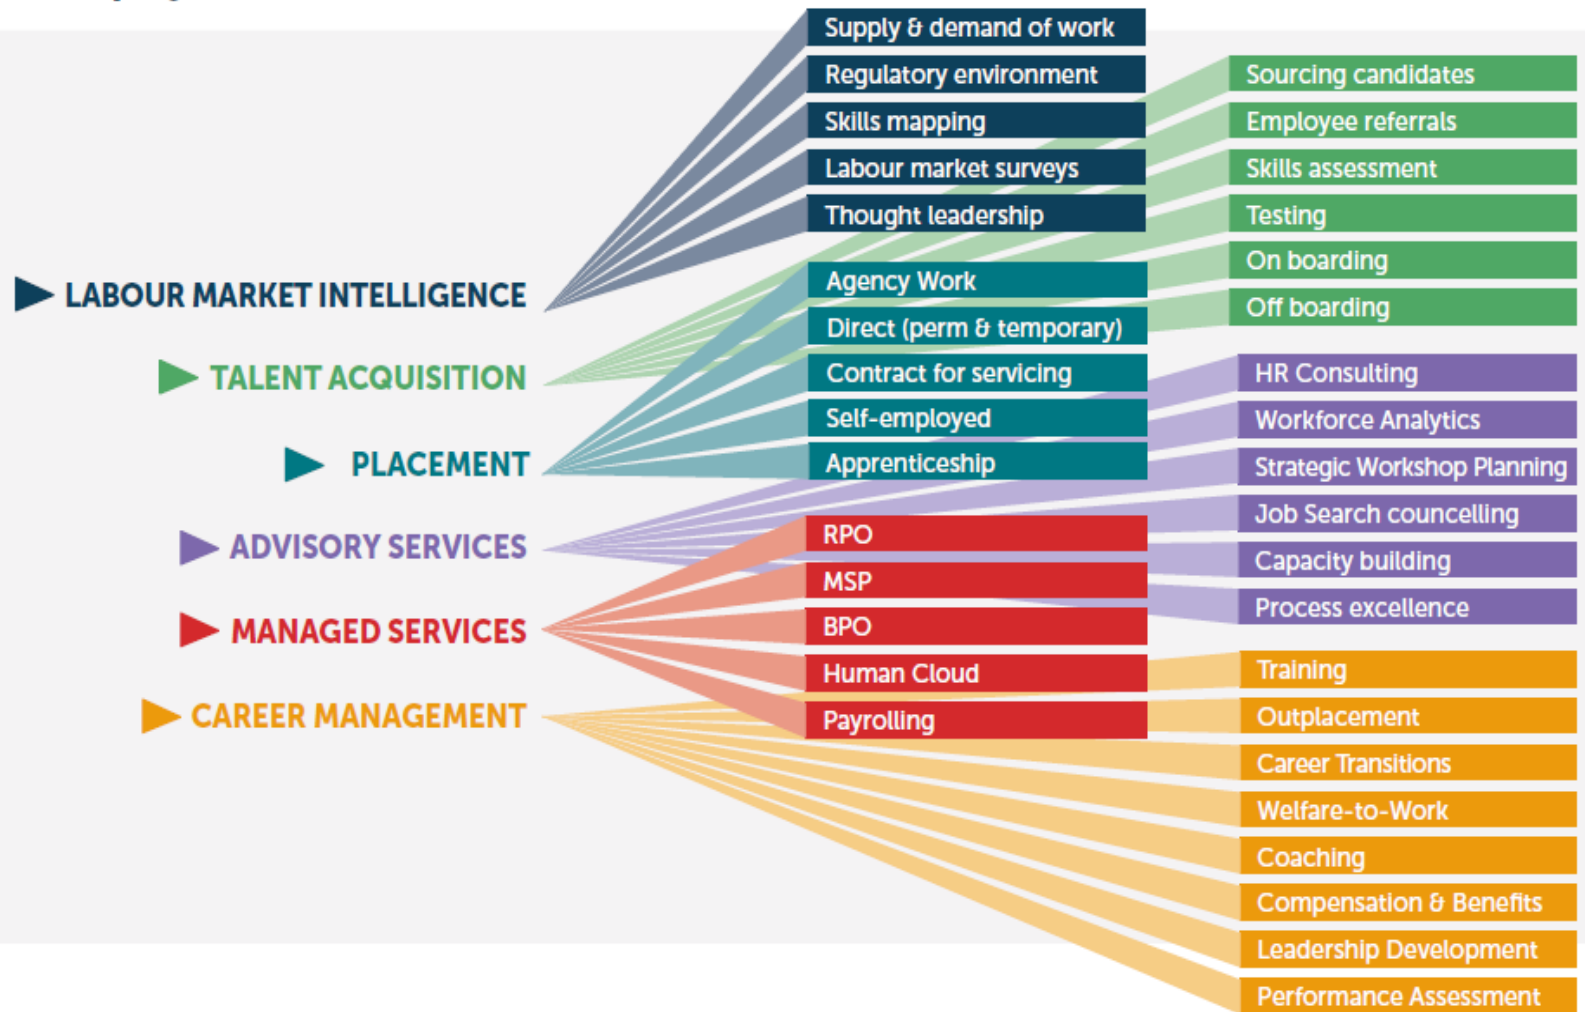 LABOUR MARKET INTELLIGENCE
Supply & demand of work
Regulatory environment
Skills mapping
Labour market surveys
Thought leadership
TALENT ACQUISITION
Sourcing candidates
Employee referrals
Skills assessment
Testing
On boarding
Off boarding
PLACEMENT
Agency Work
Direct (perm & temporary)
Contract for servicing
Self-employed
Apprenticeship
ADVISORY SERVICES
HR Consulting
Workforce Analytics
Strategic Workshop Planning
Job Search councelling
Capacity building
Process excellence
MANAGED SERVICES
RPO
MSP
BPO
Human Cloud
Payrolling
CAREER MANAGEMENT
Training
Outplacement
Career Transitions
Welfare-to-Work
Coaching
Compensation & Benefits
Leadership Development
Performance Assessment